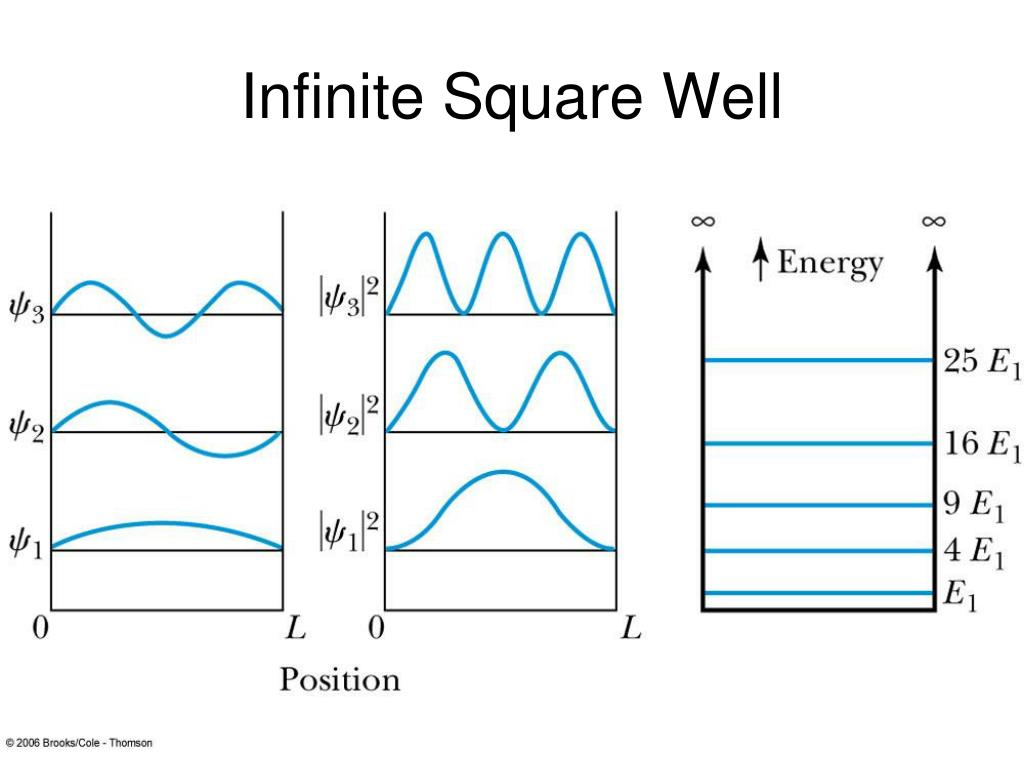 Infinite Square Well
ψ3
ψ2
ψ1
0
L
|ψ3|²
|ψ2|²
|ψ1|²
0
L
Position
∞ ∞
Energy
25 E1
16 E1
9 E1
4 E1
E1
© 2006 Brooks/Cole - Thomson